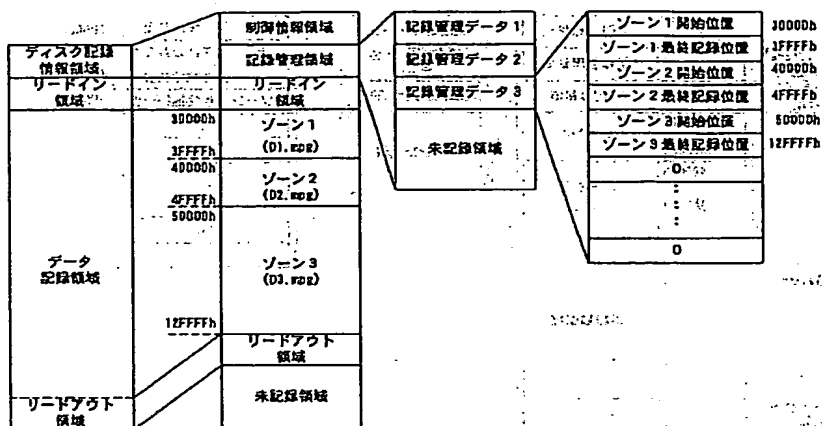 ディスク記録
情報領域
リードイン
領域
データ
記録領域
リードアウト
領域
制御情報領域
記録管理領域
リードイン
領域
30000h
ゾーン1
(D1.mpg)
3FFFFh
40000h
ゾーン2
(D2.mpg)
4FFFFh
50000h
ゾーン3
(D3.mpg)
12FFFFh
リードアウト
領域
未記録領域
記録管理データ1
記録管理データ2
記録管理データ3
未記録領域
ゾーン1開始位置 30000h
ゾーン1最終記録位置 3FFFFh
ゾーン2開始位置 40000h
ゾーン2最終記録位置 4FFFFh
ゾーン3開始位置 50000h
ゾーン3最終記録位置 12FFFFh
0
0